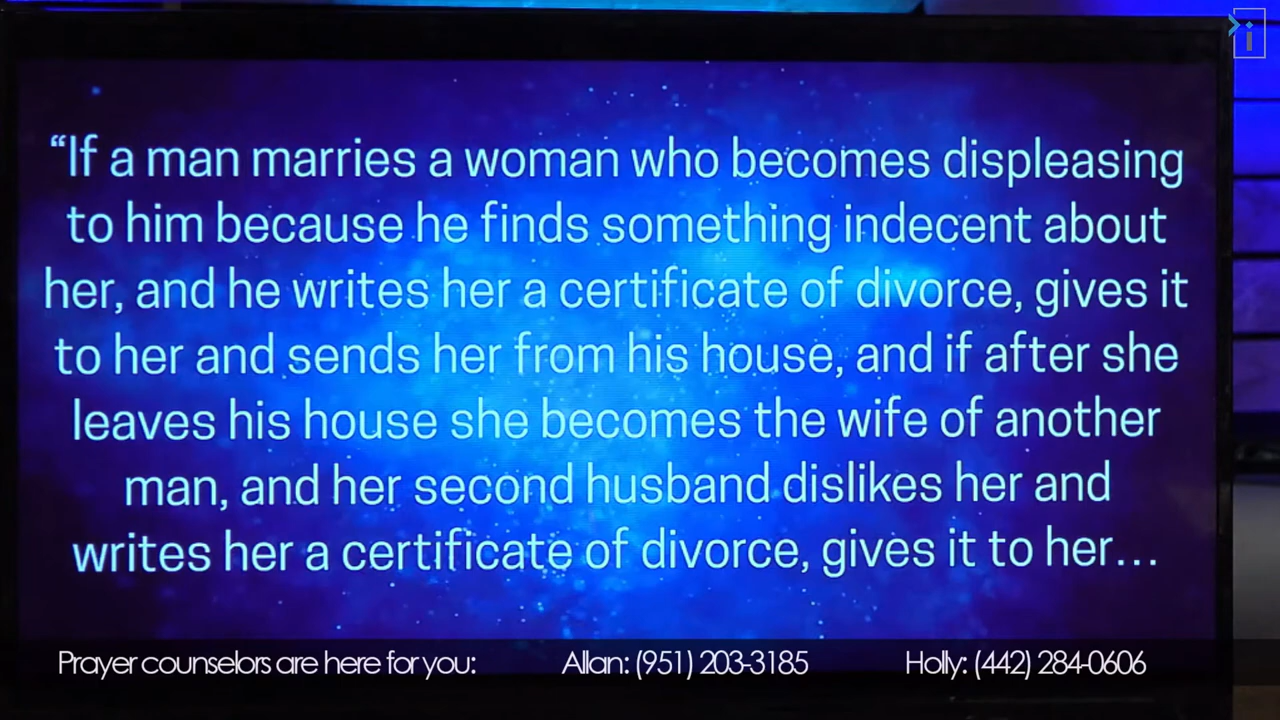 “If a man marries a woman who becomes displeasing
to him because he finds something indecent about
her, and he writes her a certificate of divorce, gives it
to her and sends her from his house, and if after she
leaves his house she becomes the wife of another
man, and her second husband dislikes her and
writes her a certificate of divorce, gives it to her...
Prayer counselors are here for you: Allan: (951) 203-3185 Holly: (442) 284-0606